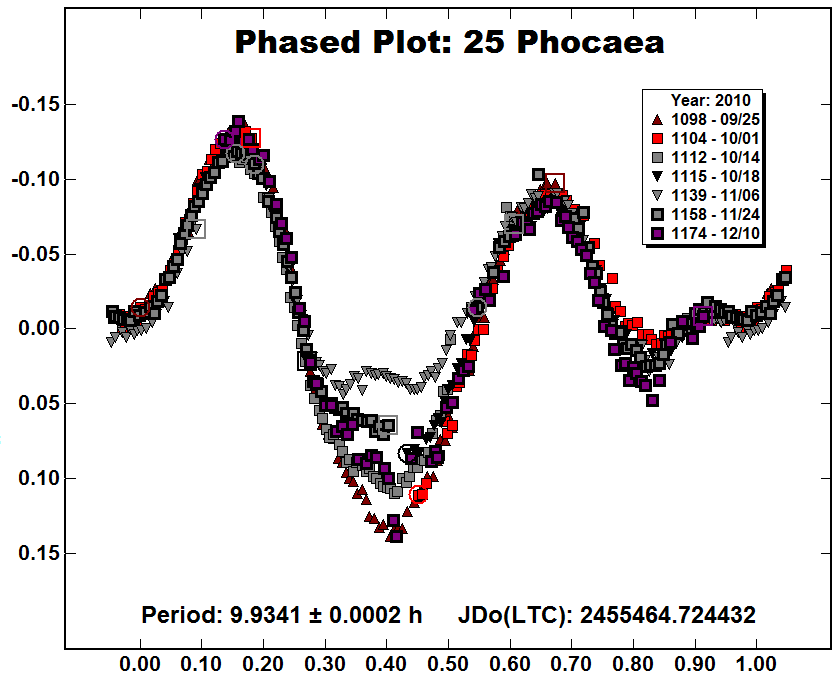 Phased Plot: 25 Phocaea
Year: 2010
1098 - 09/25
1104 - 10/01
1112 - 10/14
1115 - 10/18
1139 - 11/06
1158 - 11/24
1174 - 12/10
-0.15
-0.10
-0.05
0.00
0.05
0.10
0.15
Period: 9.9341 ± 0.0002 h JDo(LTC): 2455464.724432
0.00 0.10 0.20 0.30 0.40 0.50 0.60 0.70 0.80 0.90 1.00